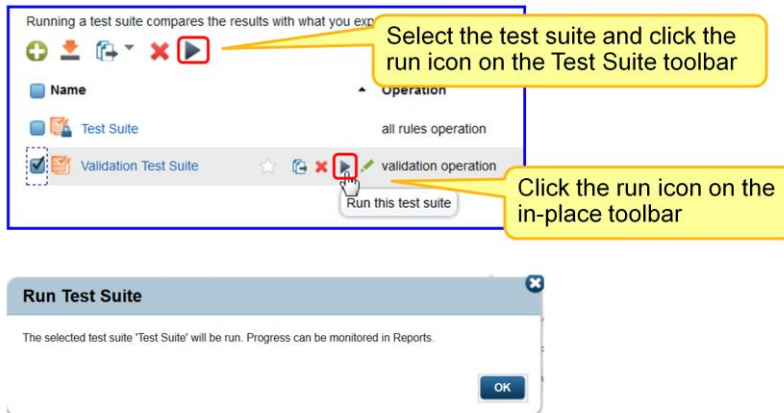 Running a test suite compares the results with what you exp
Select the test suite and click the
run icon on the Test Suite toolbar
Name
Operation
Test Suite
all rules operation
Validation Test Suite
validation operation
Run this test suite
Click the run icon on the
in-place toolbar
Run Test Suite
The selected test suite 'Test Suite' will be run. Progress can be monitored in Reports.
OK